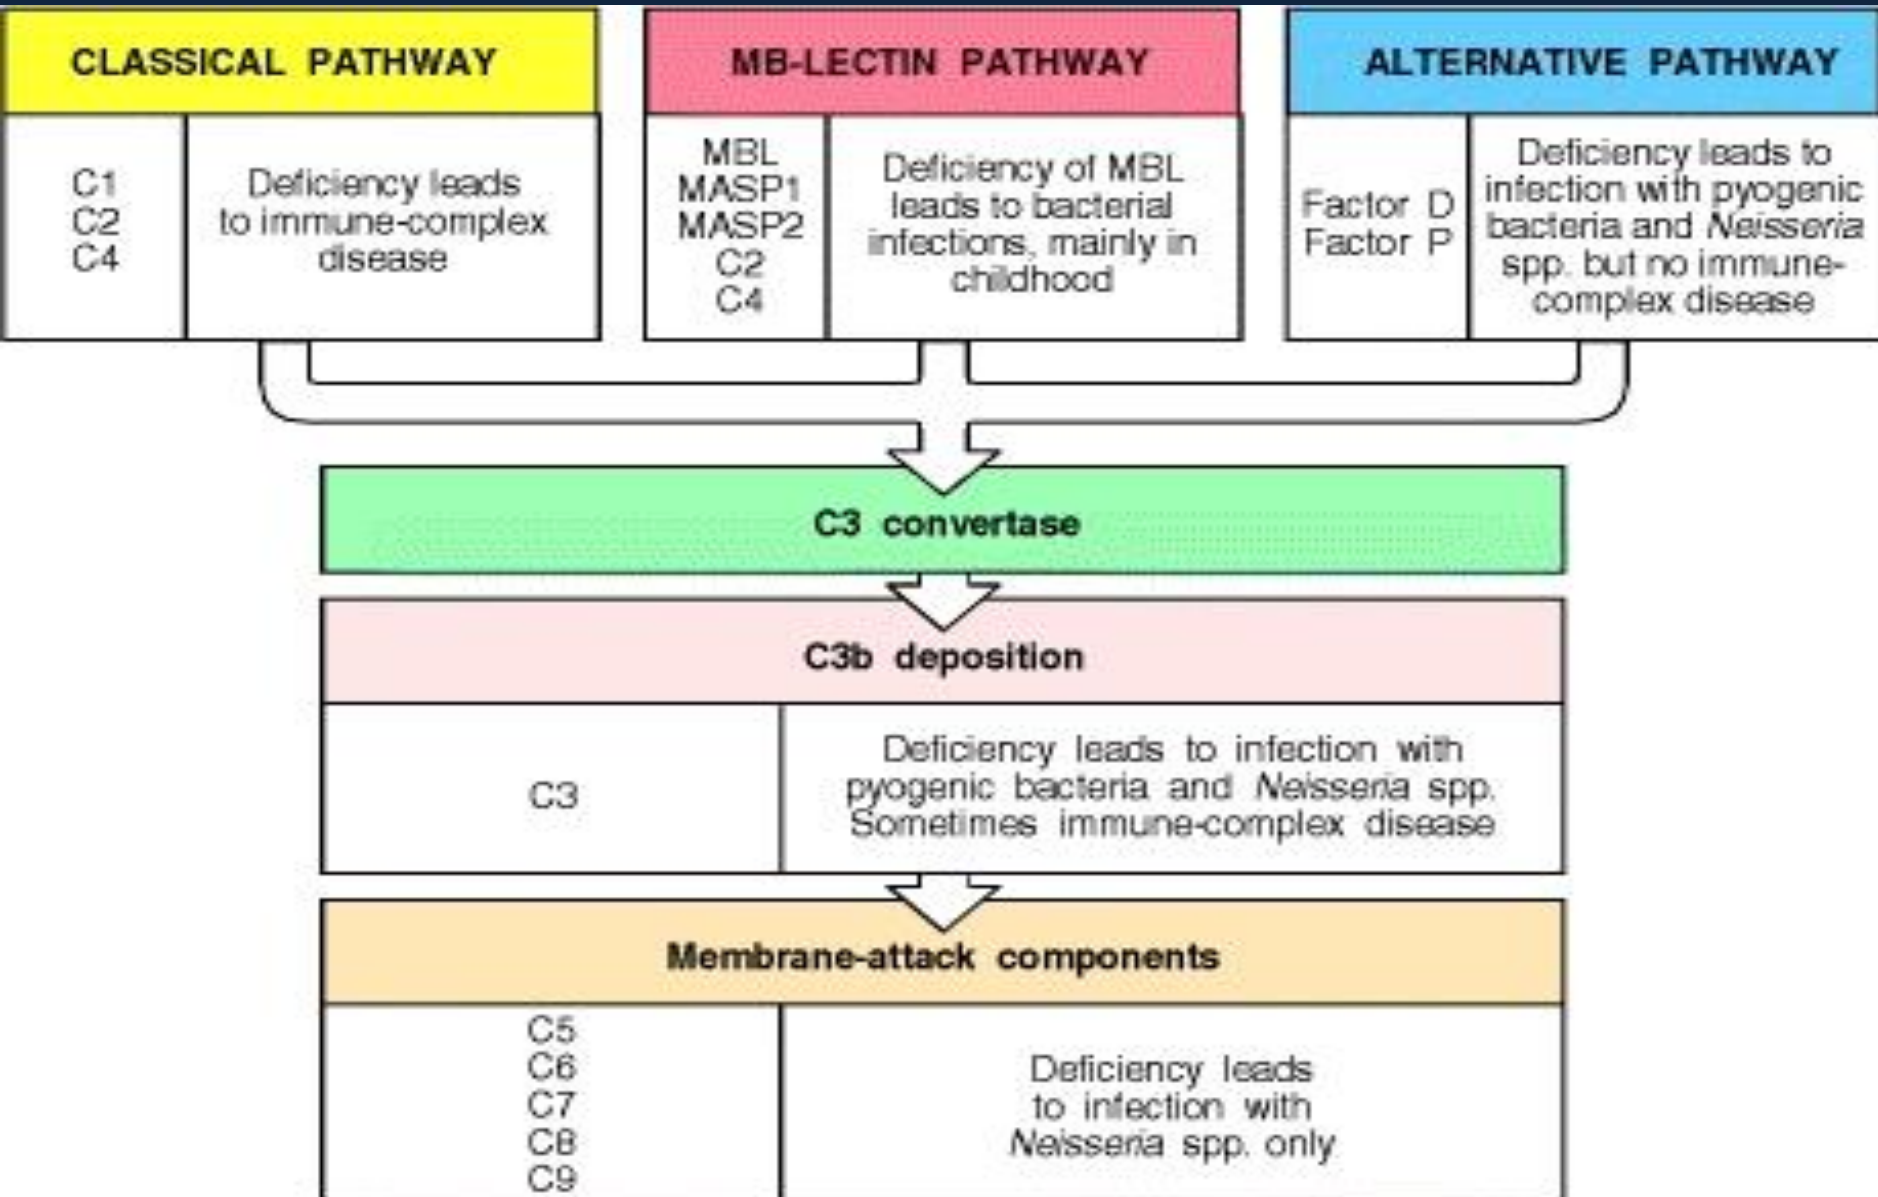 CLASSICAL PATHWAY
C1
C2
C4
Deficiency leads
to immune-complex
disease
MB-LECTIN PATHWAY
MBL
MASP1
MASP2
C2
C4
Deficiency of MBL
leads to bacterial
infections, mainly in
childhood
ALTERNATIVE PATHWAY
Factor D
Factor P
Deficiency leads to
infection with pyogenic
bacteria and Neisseria
spp. but no immune-
complex disease
C3 convertase
C3b deposition
C3
Deficiency leads to infection with
pyogenic bacteria and Neisseria spp.
Sometimes immune-complex disease
Membrane-attack components
C5
C6
C7
C8
C9
Deficiency leads
to infection with
Neisseria spp. only